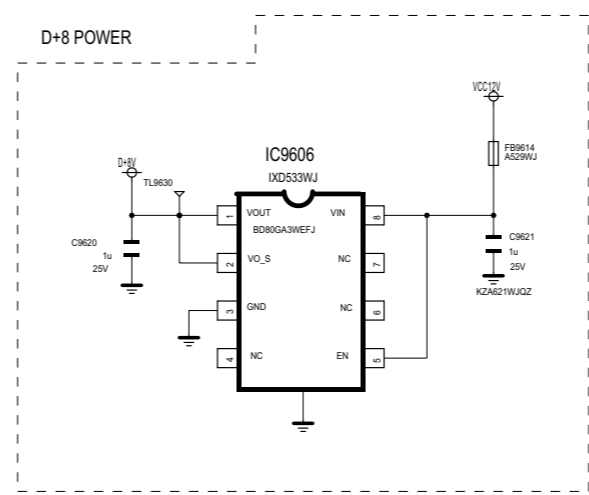 D+8 POWER
VCC12V
FB9614
A529WJ
IC9606
IXD533WJ
D+8V
TL9630
1
VOUT
VIN
8
BD80GA3WEFJ
C9620
1u
25V
C9621
1u
25V
KZA621WJQZ
2
VO_S
NC
7
3
GND
NC
6
4
NC
EN
5